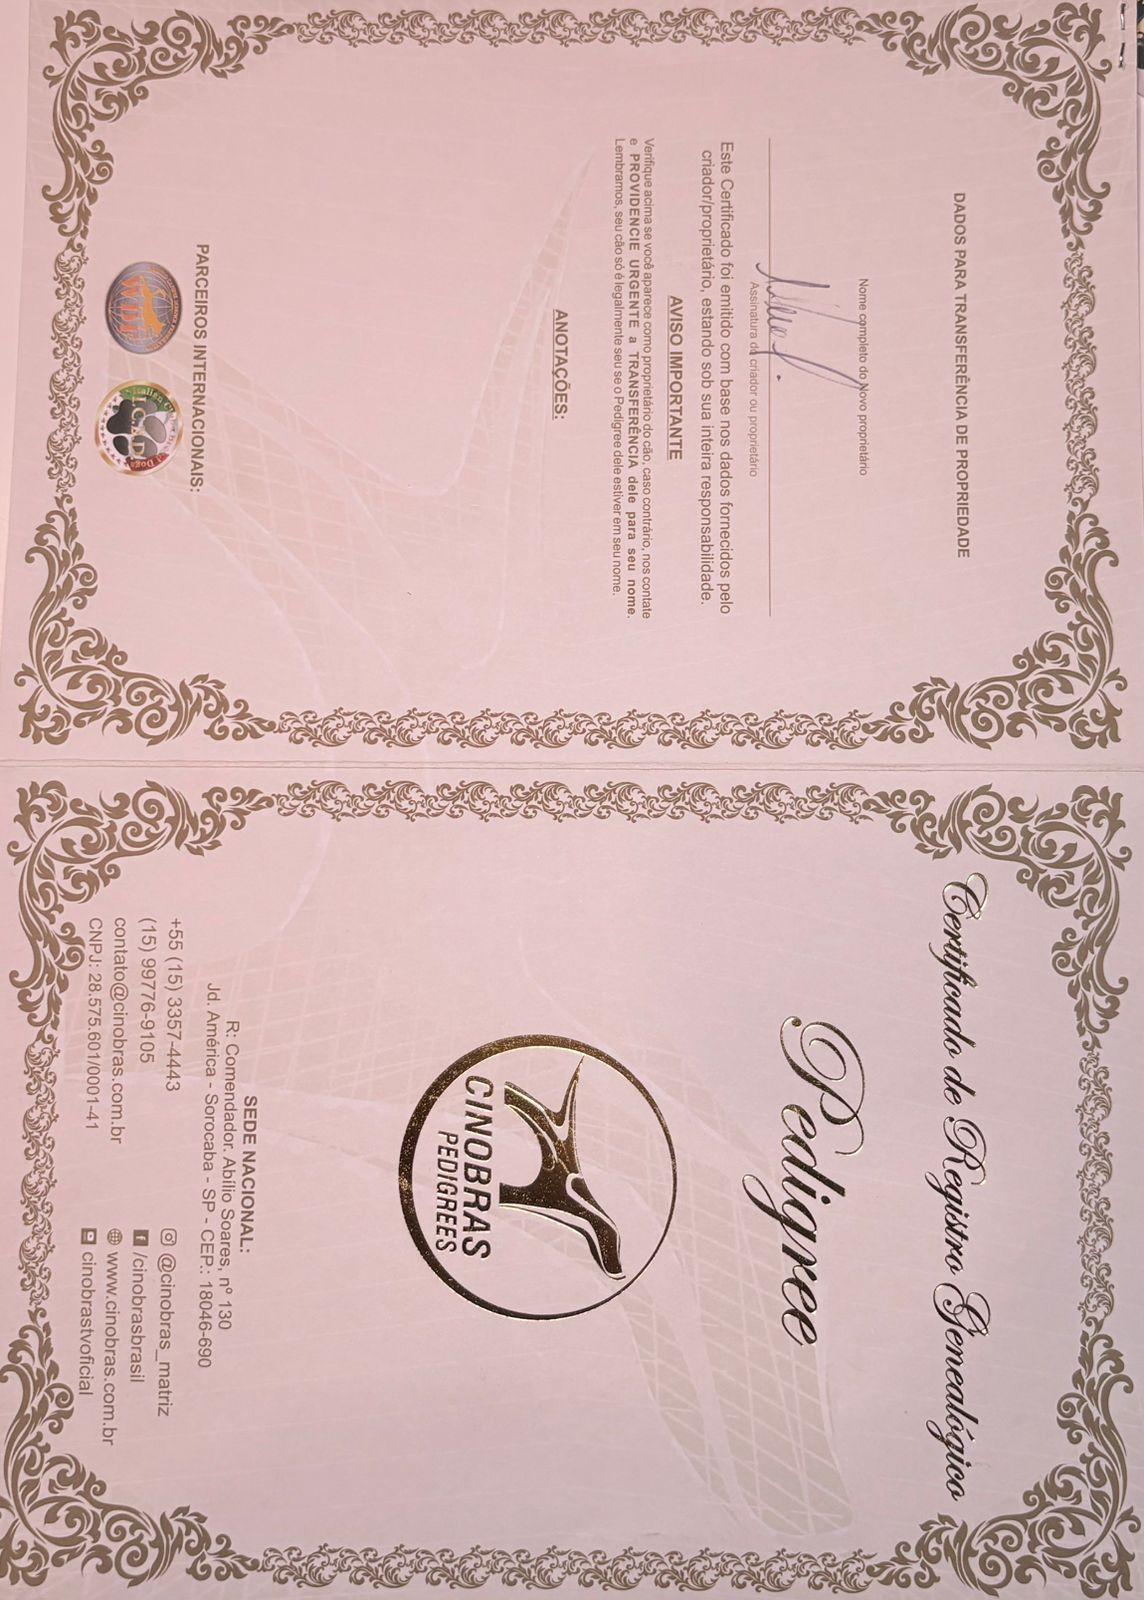 DADOS PARA TRANSFERÊNCIA DE PROPRIEDADE
Nome completo do Novo proprietário
Assinatura do criador ou proprietário
Este Certificado foi emitido com base nos dados fornecidos pelo
criador/proprietário, estando sob sua inteira responsabilidade.
AVISO IMPORTANTE
Verifique acima se você aparece como proprietário do cão, caso contrário, nos contate
e PROVIDENCIE URGENTE a TRANSFERÊNCIA dele para seu nome.
Lembramos, seu cão só é legalmente seu se o Pedigree dele estiver em seu nome.
ANOTAÇÕES:
PARCEIROS INTERNACIONAIS:
Certificado de Registro Genealógico
Pedigree
CINOBRAS
PEDIGREES
SEDE NACIONAL:
R: Comendador. Abílio Soares, nº 130
Jd. América - Sorocaba - SP - CEP.: 18046-690
+55 (15) 3357-4443
(15) 99776-9105
contato@cinobras.com.br
CNPJ: 28.575.601/0001-41
@cinobras_matriz
/cinobrasbrasil
www.cinobras.com.br
cinobrastvoficial